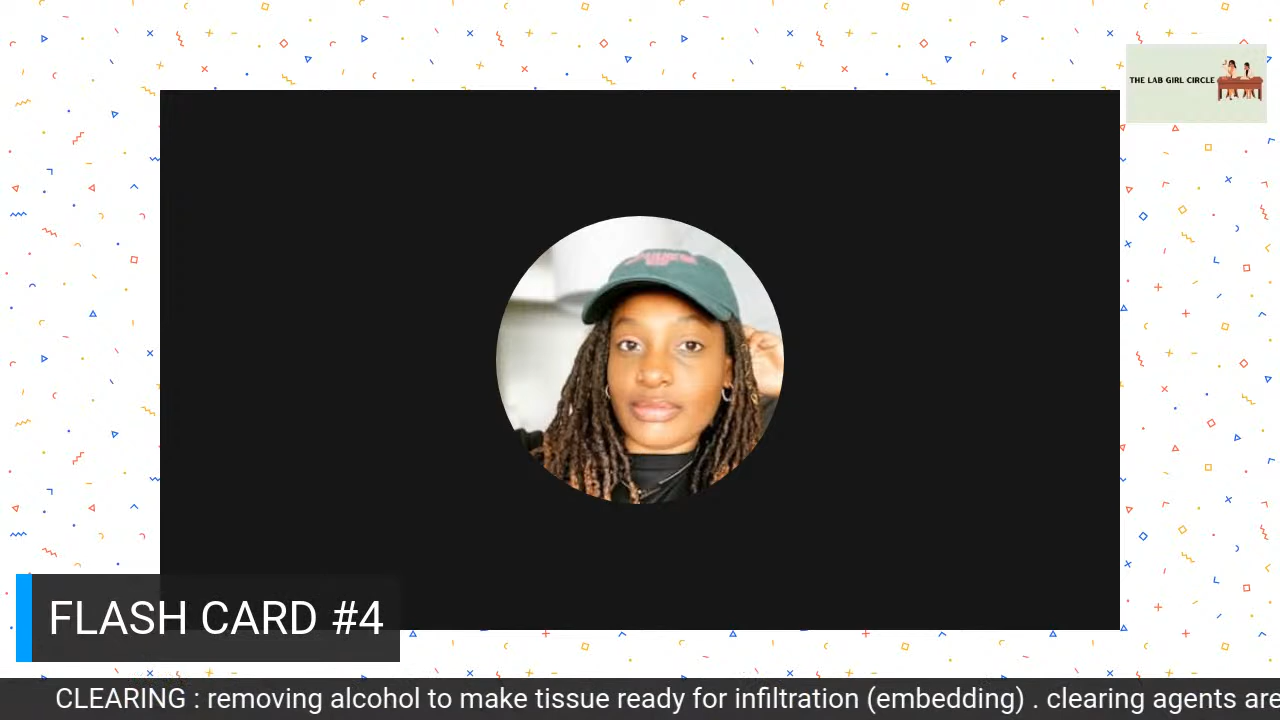 THE LAB GIRL CIRCLE
FLASH CARD #4
CLEARING : removing alcohol to make tissue ready for infiltration (embedding) . clearing agents are